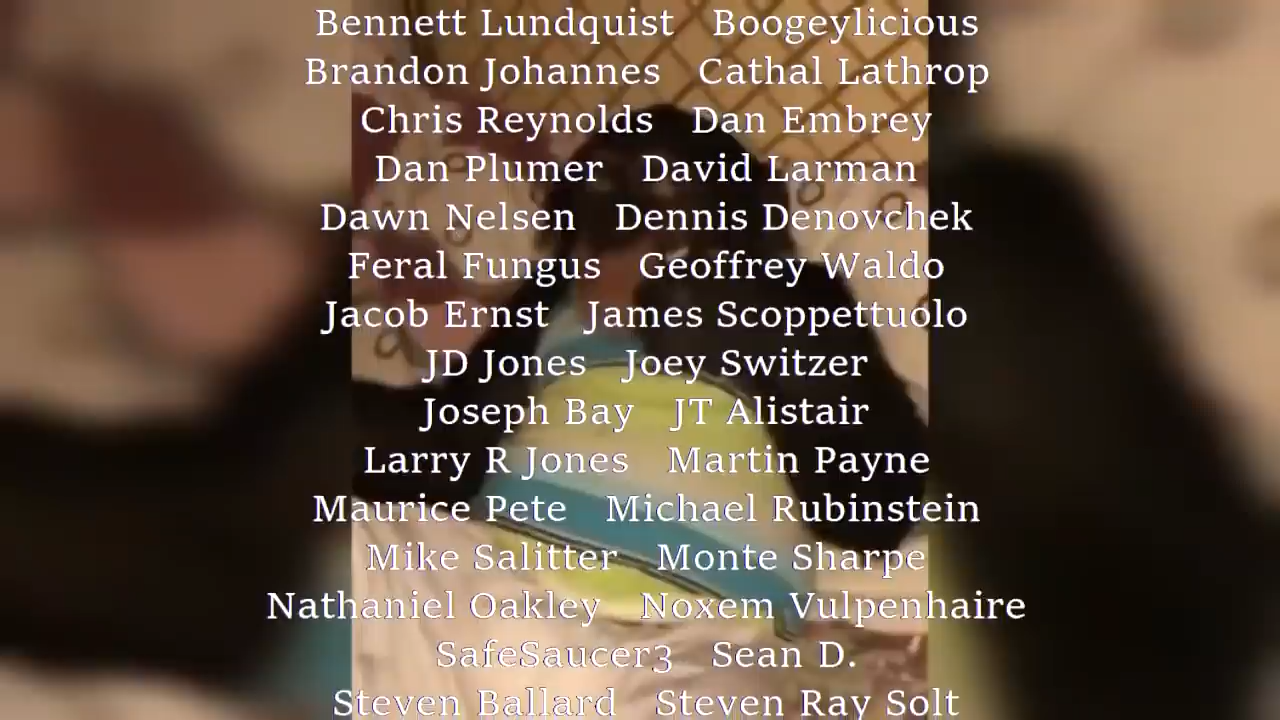 Bennett Lundquist Boogeylicious
Brandon Johannes Cathal Lathrop
Chris Reynolds Dan Embrey
Dan Plumer David Larman
Dawn Nelsen Dennis Denovchek
Feral Fungus Geoffrey Waldo
Jacob Ernst James Scoppettuolo
JD Jones Joey Switzer
Joseph Bay JT Alistair
Larry R Jones Martin Payne
Maurice Pete Michael Rubinstein
Mike Salitter Monte Sharpe
Nathaniel Oakley Noxem Vulpenhaire
SafeSaucer3 Sean D.
Steven Ballard Steven Ray Solt